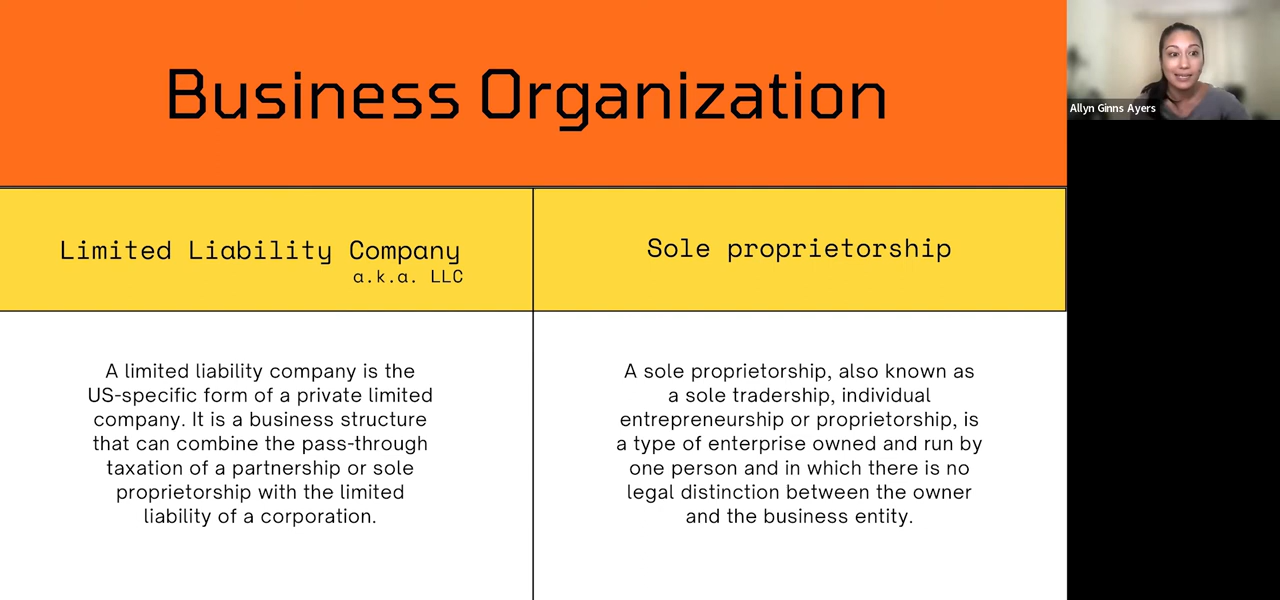 Business Organization
Allyn Ginns Ayers
Limited Liability Company
a.k.a. LLC
Sole proprietorship
A limited liability company is the
US-specific form of a private limited
company. It is a business structure
that can combine the pass-through
taxation of a partnership or sole
proprietorship with the limited
liability of a corporation.
A sole proprietorship, also known as
a sole tradership, individual
entrepreneurship or proprietorship, is
a type of enterprise owned and run by
one person and in which there is no
legal distinction between the owner
and the business entity.